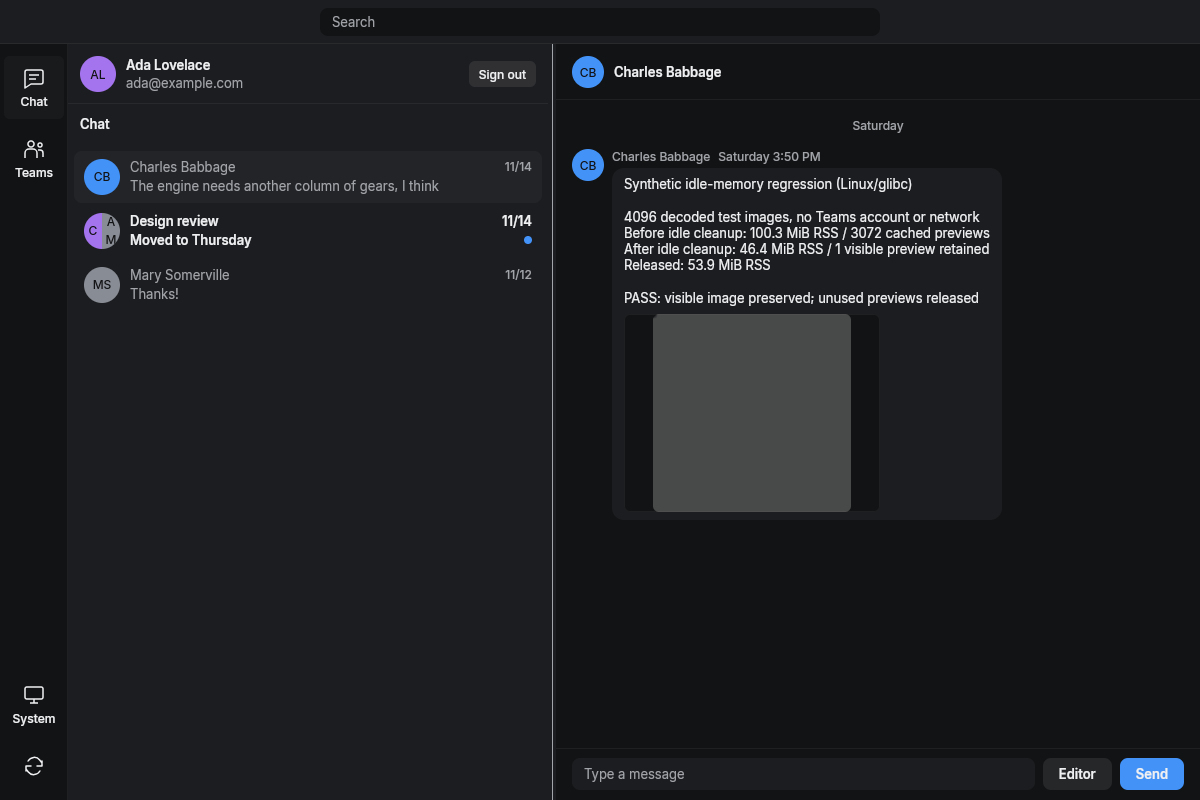 Search
Chat
Teams
System
AL
Ada Lovelace
ada@example.com
Sign out
Chat
CB
Charles Babbage
11/14
The engine needs another column of gears, I think
C
A
M
Design review
11/14
Moved to Thursday
MS
Mary Somerville
11/12
Thanks!
CB
Charles Babbage
Saturday
CB
Charles Babbage Saturday 3:50 PM
Synthetic idle-memory regression (Linux/glibc)
4096 decoded test images, no Teams account or network
Before idle cleanup: 100.3 MiB RSS / 3072 cached previews
After idle cleanup: 46.4 MiB RSS / 1 visible preview retained
Released: 53.9 MiB RSS
PASS: visible image preserved; unused previews released
Type a message
Editor
Send